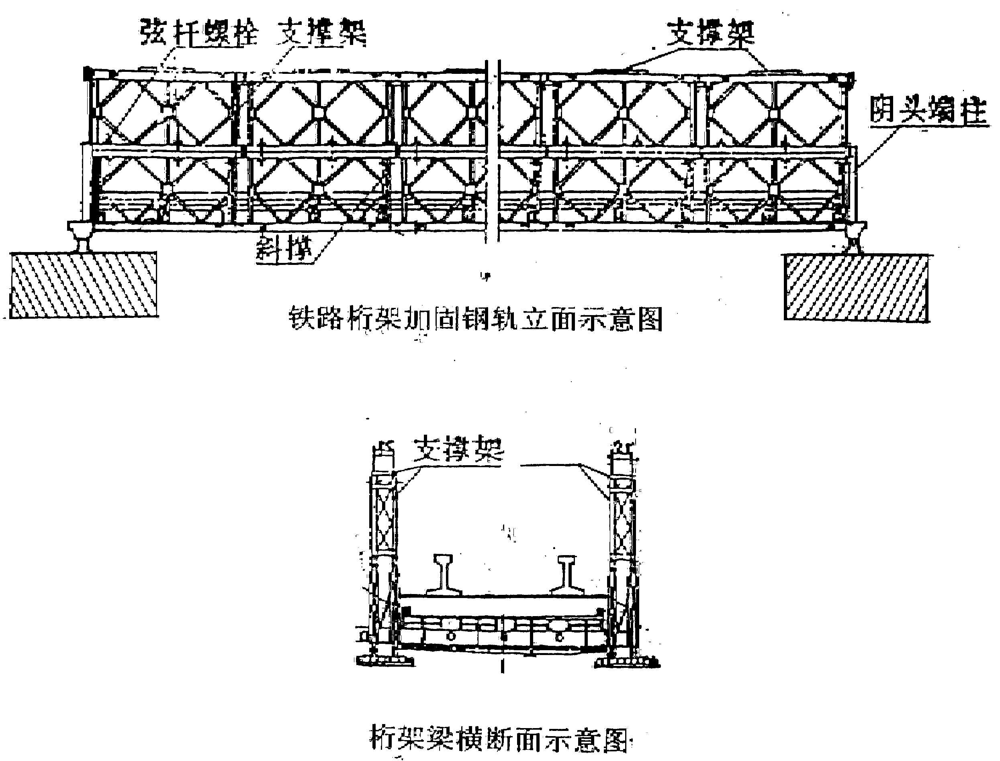 弦杆螺栓 支撑架 支撑架
阴头端柱
斜撑
铁路桁架加固钢轨立面示意图
支撑架
桁架梁横断面示意图